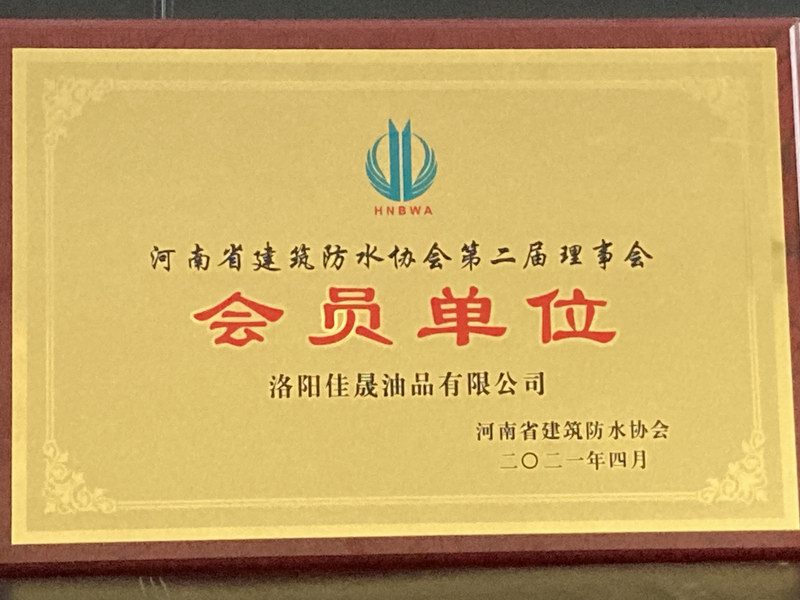 HNBWA
河南省建筑防水协会第二届理事会
会员单位
洛阳佳晟油品有限公司
河南省建筑防水协会
二〇二一年四月